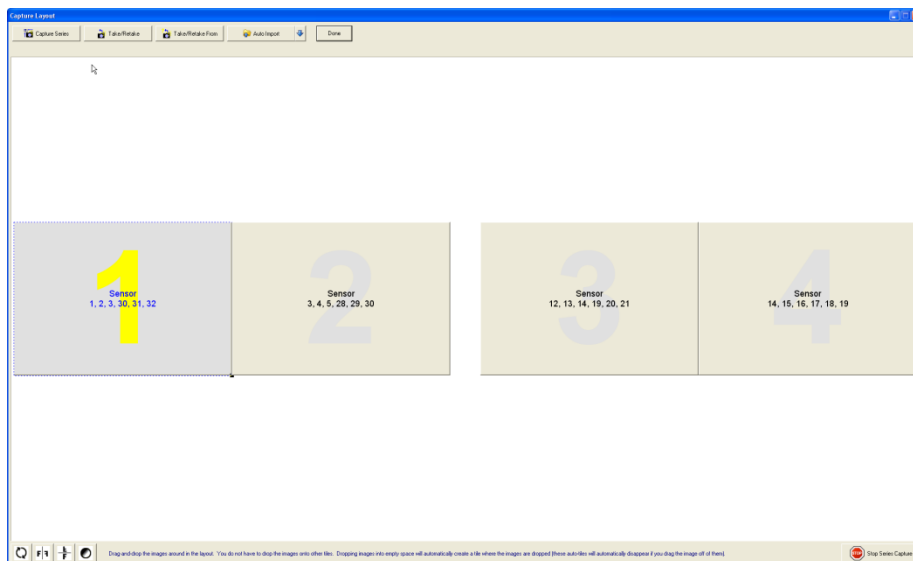 Capture Layout
Capture Series
Take/Retake
Take/Retake From
Auto Import
Done
1
Sensor
1, 2, 3, 30, 31, 32
2
Sensor
3, 4, 5, 28, 29, 30
3
Sensor
12, 13, 14, 19, 20, 21
4
Sensor
14, 15, 16, 17, 18, 19
Drag and drop the images around in the layout. You do not have to drop the images onto other tiles. Dropping images into empty space will automatically create a tile where the images are dropped (these auto-tiles will automatically disappear if you drag the image off of them)
STOP
Stop Series Capture